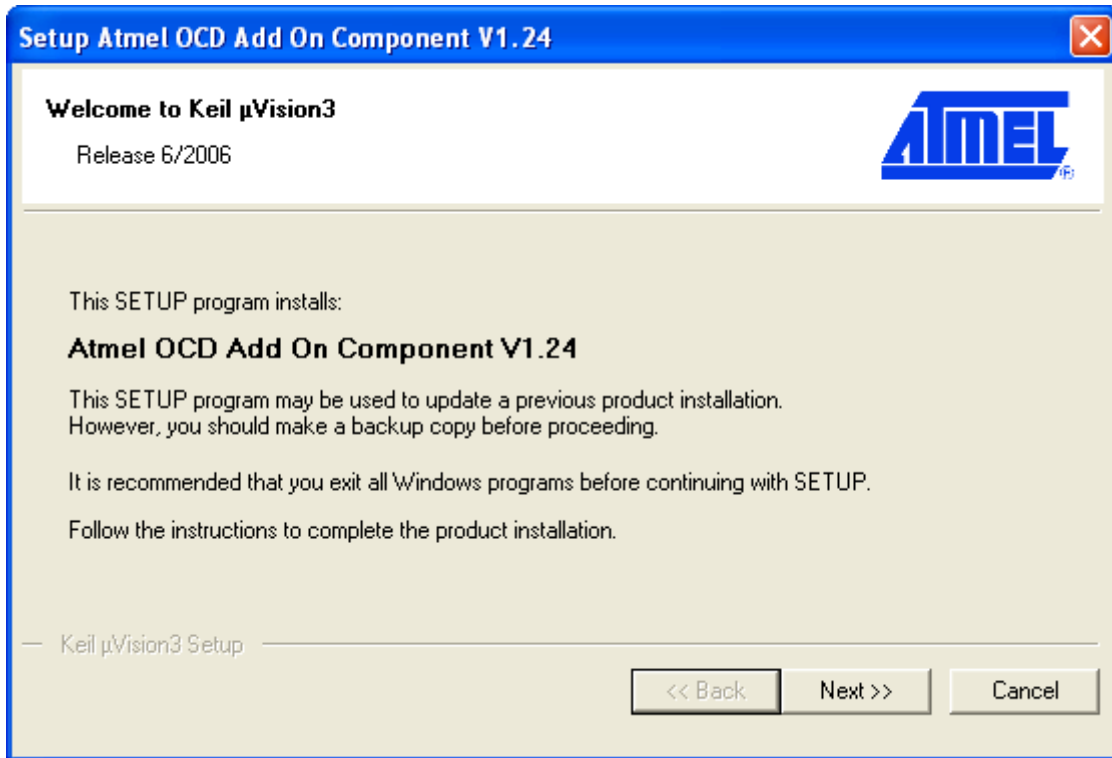 Setup Atmel OCD Add On Component V1.24
Welcome to Keil µVision3
Release 6/2006
ATMEL®
This SETUP program installs:
Atmel OCD Add On Component V1.24
This SETUP program may be used to update a previous product installation.
However, you should make a backup copy before proceeding.
It is recommended that you exit all Windows programs before continuing with SETUP.
Follow the instructions to complete the product installation.
Keil µVision3 Setup
<< Back Next >> Cancel